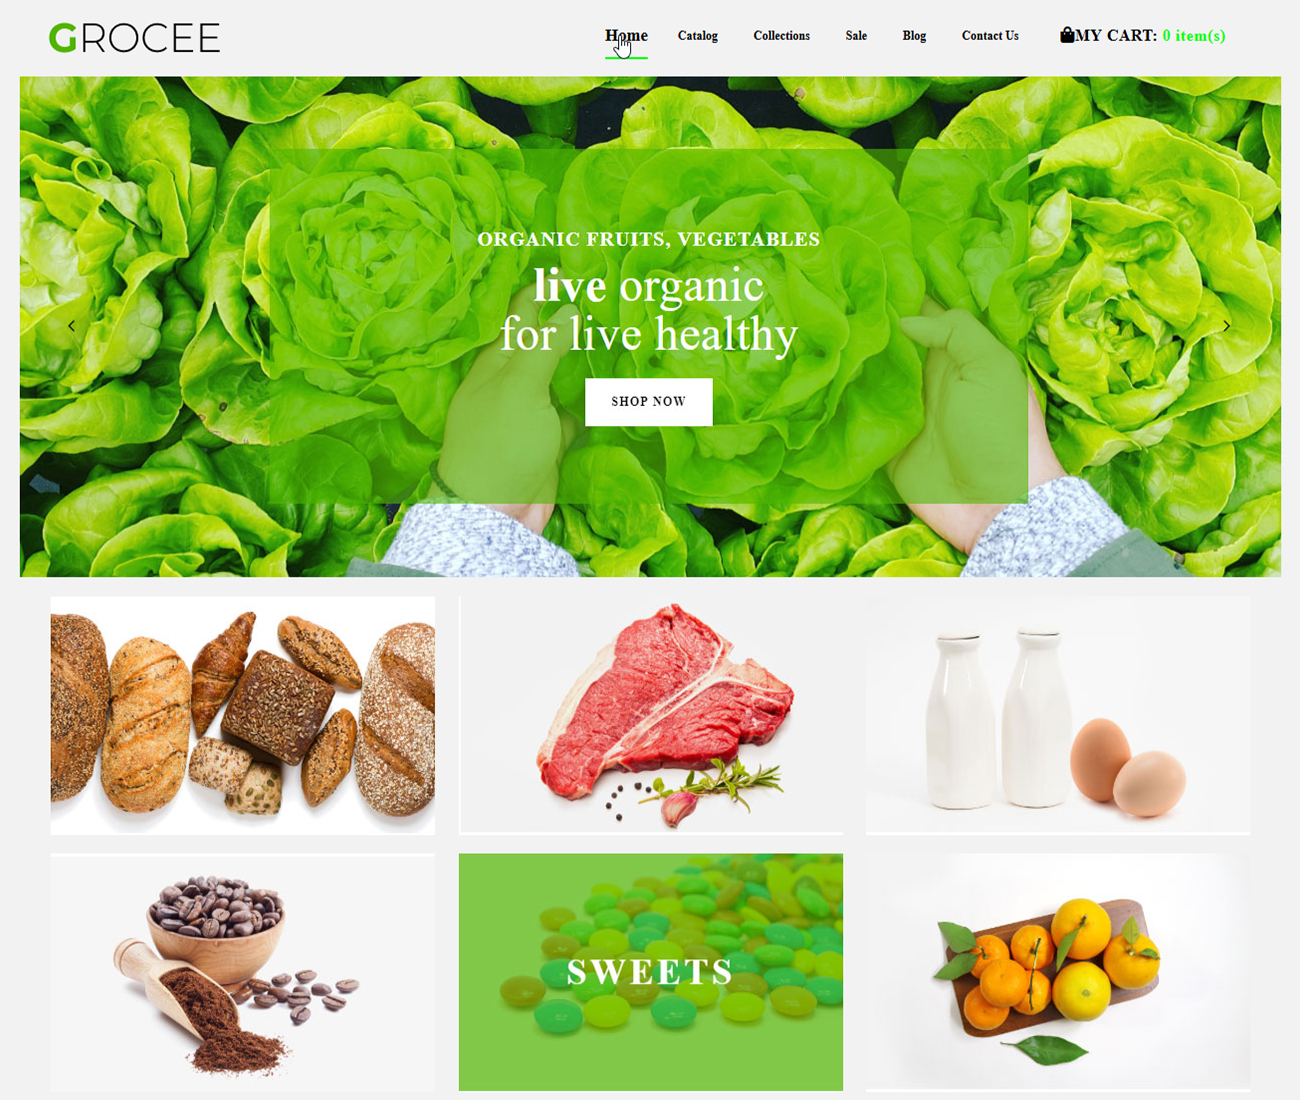 GROCEE
Home Catalog Collections Sale Blog Contact Us MY CART: 0 item(s)
ORGANIC FRUITS, VEGETABLES
live organic
for live healthy
SHOP NOW
SWEETS